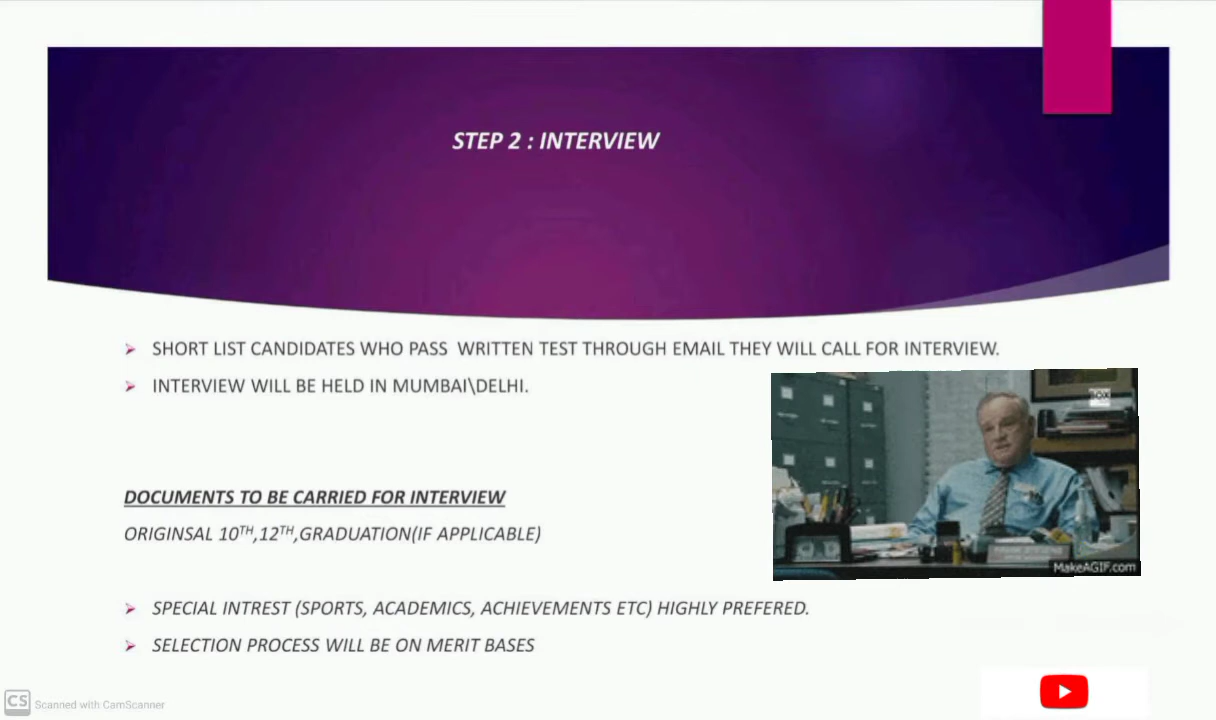 STEP 2 : INTERVIEW
SHORT LIST CANDIDATES WHO PASS WRITTEN TEST THROUGH EMAIL THEY WILL CALL FOR INTERVIEW.
INTERVIEW WILL BE HELD IN MUMBAI\DELHI.
DOCUMENTS TO BE CARRIED FOR INTERVIEW
ORIGINSAL 10TH,12TH,GRADUATION(IF APPLICABLE)
MakeAGIF.com
SPECIAL INTREST (SPORTS, ACADEMICS, ACHIEVEMENTS ETC) HIGHLY PREFERED.
SELECTION PROCESS WILL BE ON MERIT BASES
CS Scanned with CamScanner